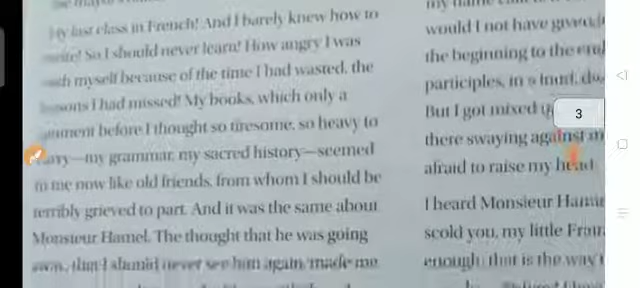 My last class in French! And I barely knew how to
write! So I should never learn! How angry I was
with myself because of the time I had wasted, the
lessons I had missed! My books, which only a
moment before I thought so tiresome, so heavy to
carry—my grammar, my sacred history—seemed
to me now like old friends, from whom I should be
terribly grieved to part. And it was the same about
Monsieur Hamel. The thought that he was going
away, that I should never see him again, made me
would I not have given
the beginning to the end
participles, in a loud,
But I got mixed
3
there swaying against
afraid to raise my head
I heard Monsieur
scold you, my little
enough; that is the way